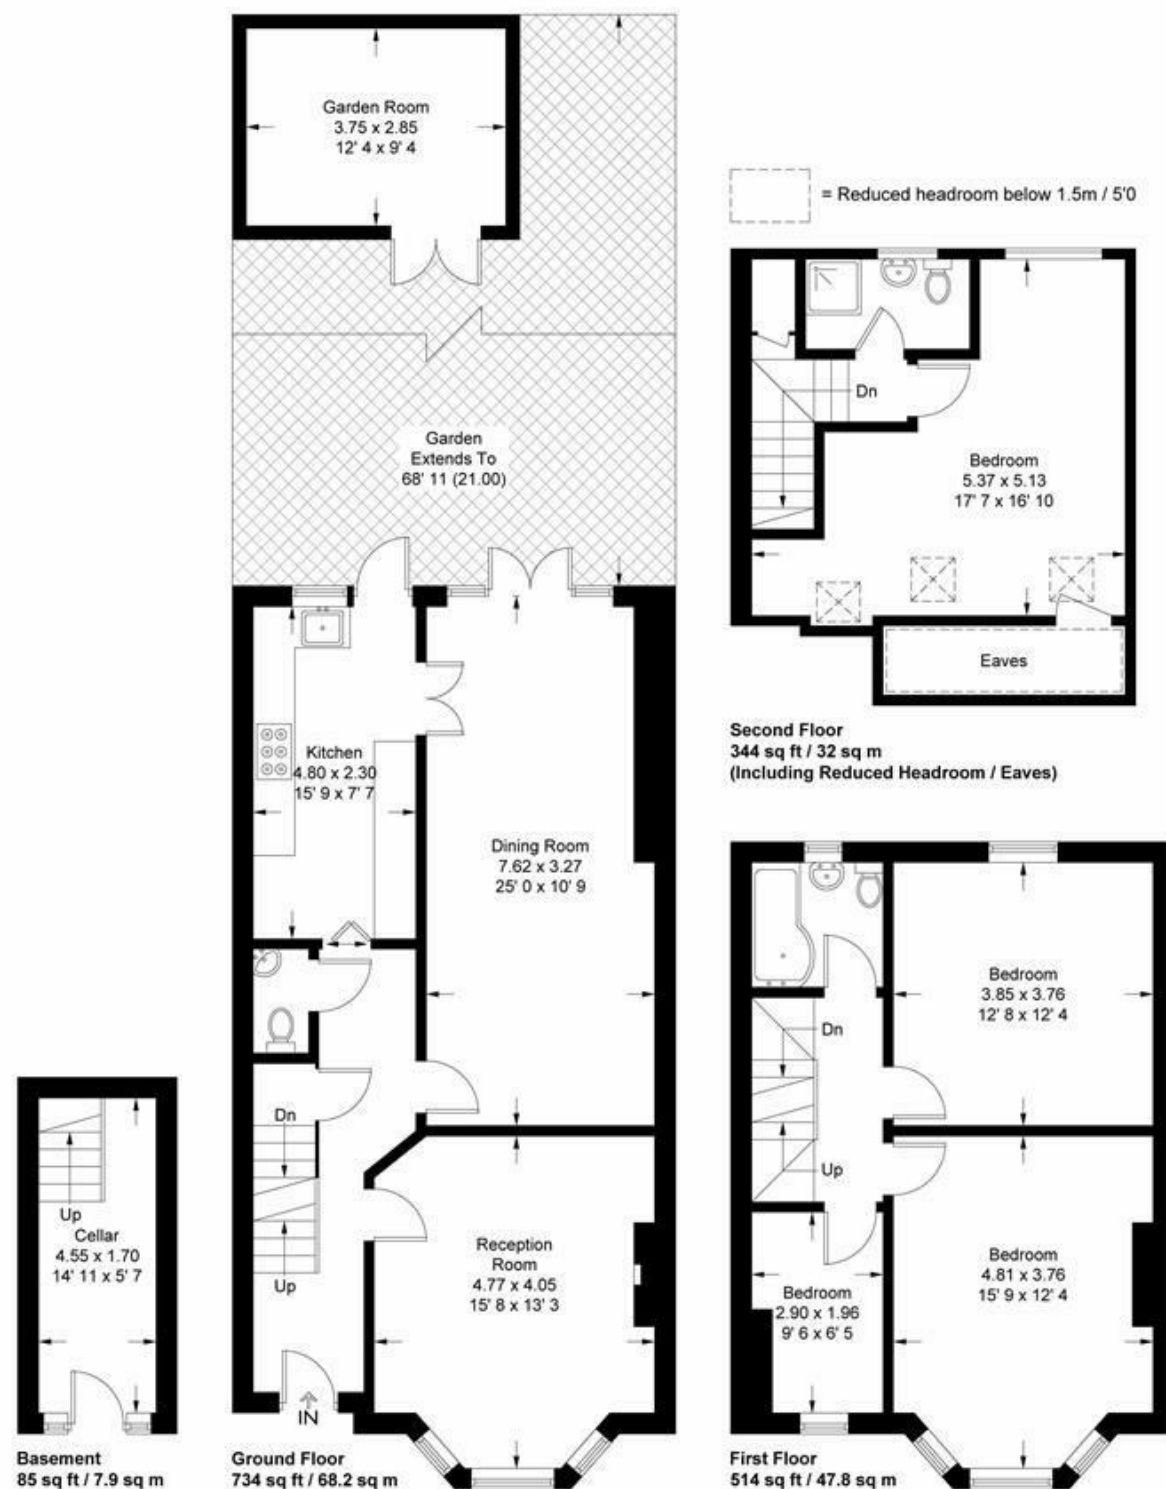 Garden Room
3.75 x 2.85
12' 4 x 9' 4
= Reduced headroom below 1.5m / 5'0
Dn
Garden
Extends To
68' 11 (21.00)
Bedroom
5.37 x 5.13
17' 7 x 16' 10
Eaves
Second Floor
344 sq ft / 32 sq m
(Including Reduced Headroom / Eaves)
Kitchen
4.80 x 2.30
15' 9 x 7' 7
Dining Room
7.62 x 3.27
25' 0 x 10' 9
Dn
Up
Reception
Room
4.77 x 4.05
15' 8 x 13' 3
IN
Ground Floor
734 sq ft / 68.2 sq m
Up
Cellar
4.55 x 1.70
14' 11 x 5' 7
Basement
85 sq ft / 7.9 sq m
Bedroom
3.85 x 3.76
12' 8 x 12' 4
Dn
Up
Bedroom
2.90 x 1.96
9' 6 x 6' 5
Bedroom
4.81 x 3.76
15' 9 x 12' 4
First Floor
514 sq ft / 47.8 sq m